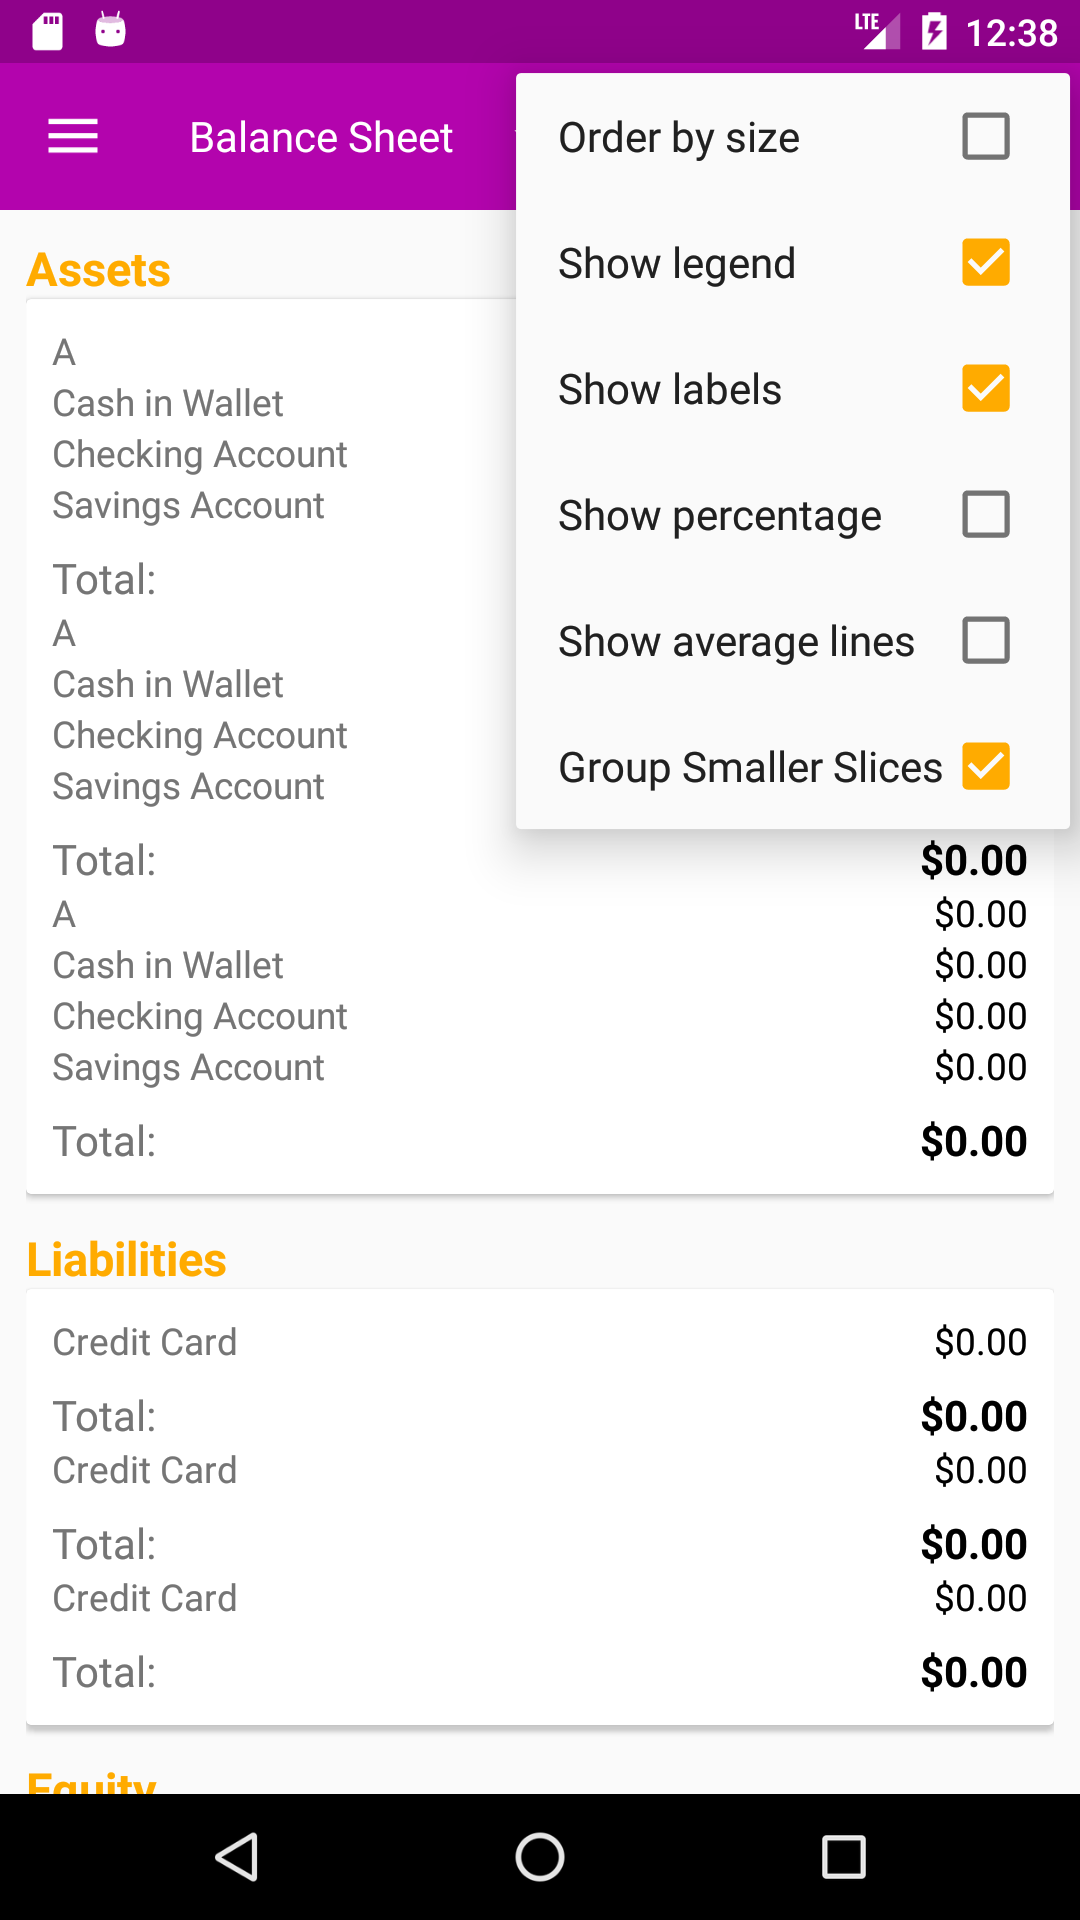 LTE 12:38
Balance Sheet
Order by size
Show legend
Show labels
Show percentage
Show average lines
Group Smaller Slices
Assets
A
Cash in Wallet
Checking Account
Savings Account
Total:
A
Cash in Wallet
Checking Account
Savings Account
Total: $0.00
A $0.00
Cash in Wallet $0.00
Checking Account $0.00
Savings Account $0.00
Total: $0.00
Liabilities
Credit Card $0.00
Total: $0.00
Credit Card $0.00
Total: $0.00
Credit Card $0.00
Total: $0.00
Equity